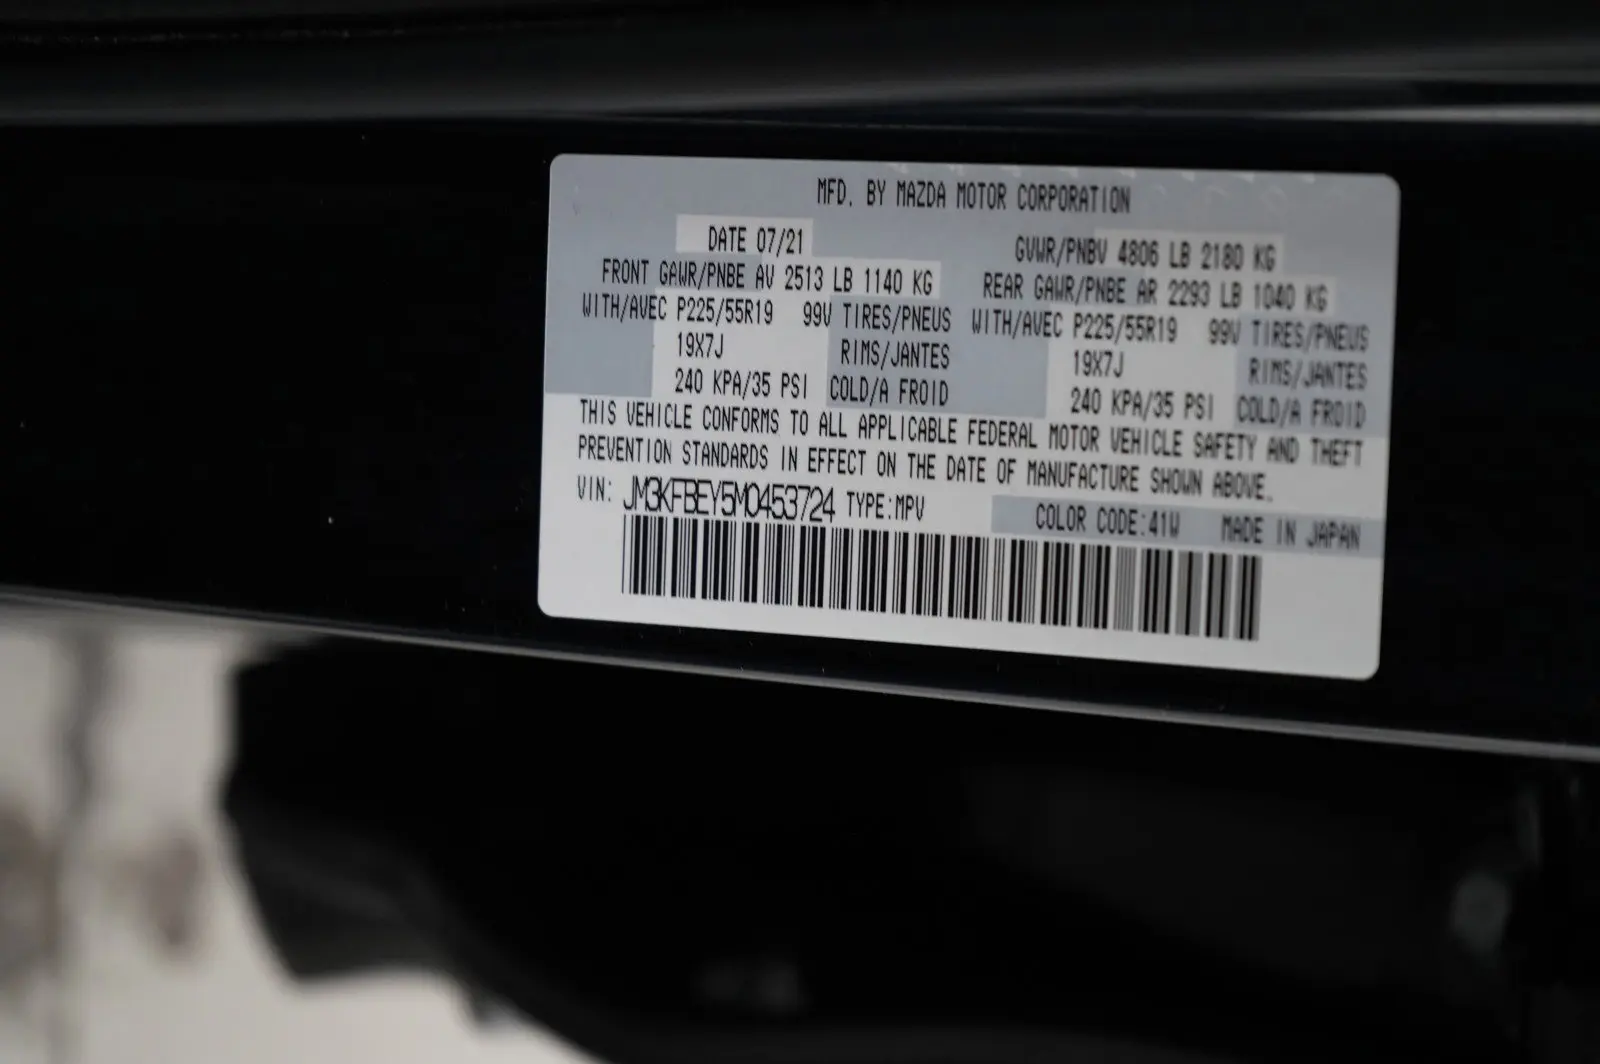 MFD. BY MAZDA MOTOR CORPORATION
DATE 07/21 GVWR/PNBV 4806 LB 2180 KG
FRONT GAWR/PNBE AV 2513 LB 1140 KG REAR GAWR/PNBE AR 2293 LB 1040 KG
WITH/AVEC P225/55R19 99V TIRES/PNEUS WITH/AVEC P225/55R19 99V TIRES/PNEUS
19X7J RIMS/JANTES 19X7J RIMS/JANTES
240 KPA/35 PSI COLD/A FROID 240 KPA/35 PSI COLD/A FROID
THIS VEHICLE CONFORMS TO ALL APPLICABLE FEDERAL MOTOR VEHICLE SAFETY AND THEFT
PREVENTION STANDARDS IN EFFECT ON THE DATE OF MANUFACTURE SHOWN ABOVE.
VIN: JM3KFBEY5M0453724 TYPE:MPV COLOR CODE:41W MADE IN JAPAN